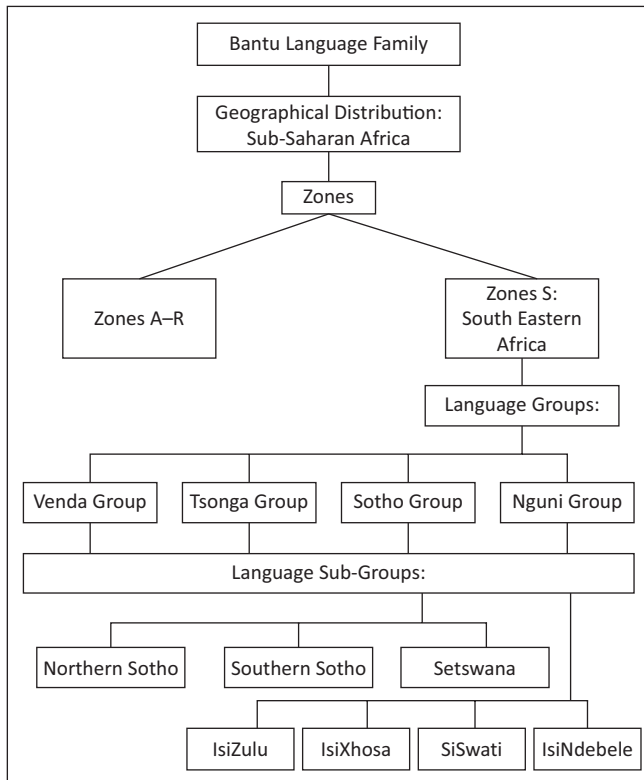 Bantu Language Family
Geographical Distribution:
Sub-Saharan Africa
Zones
Zones A–R
Zones S:
South Eastern
Africa
Language Groups:
Venda Group
Tsonga Group
Sotho Group
Nguni Group
Language Sub-Groups:
Northern Sotho
Southern Sotho
Setswana
IsiZulu
IsiXhosa
SiSwati
IsiNdebele